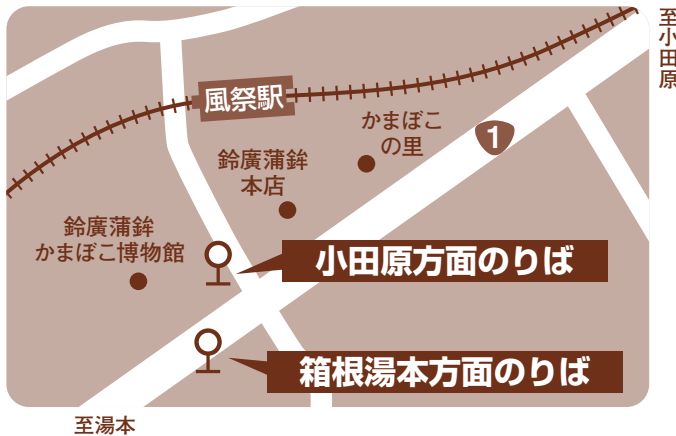 至小田原
風祭駅
かまぼこ
の里
1
鈴廣蒲鉾
本店
鈴廣蒲鉾
かまぼこ博物館
小田原方面のりば
箱根湯本方面のりば
至湯本